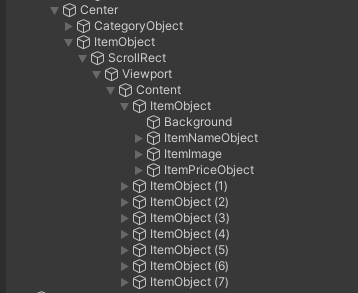 Center
CategoryObject
ItemObject
ScrollRect
Viewport
Content
ItemObject
Background
ItemNameObject
ItemImage
ItemPriceObject
ItemObject (1)
ItemObject (2)
ItemObject (3)
ItemObject (4)
ItemObject (5)
ItemObject (6)
ItemObject (7)